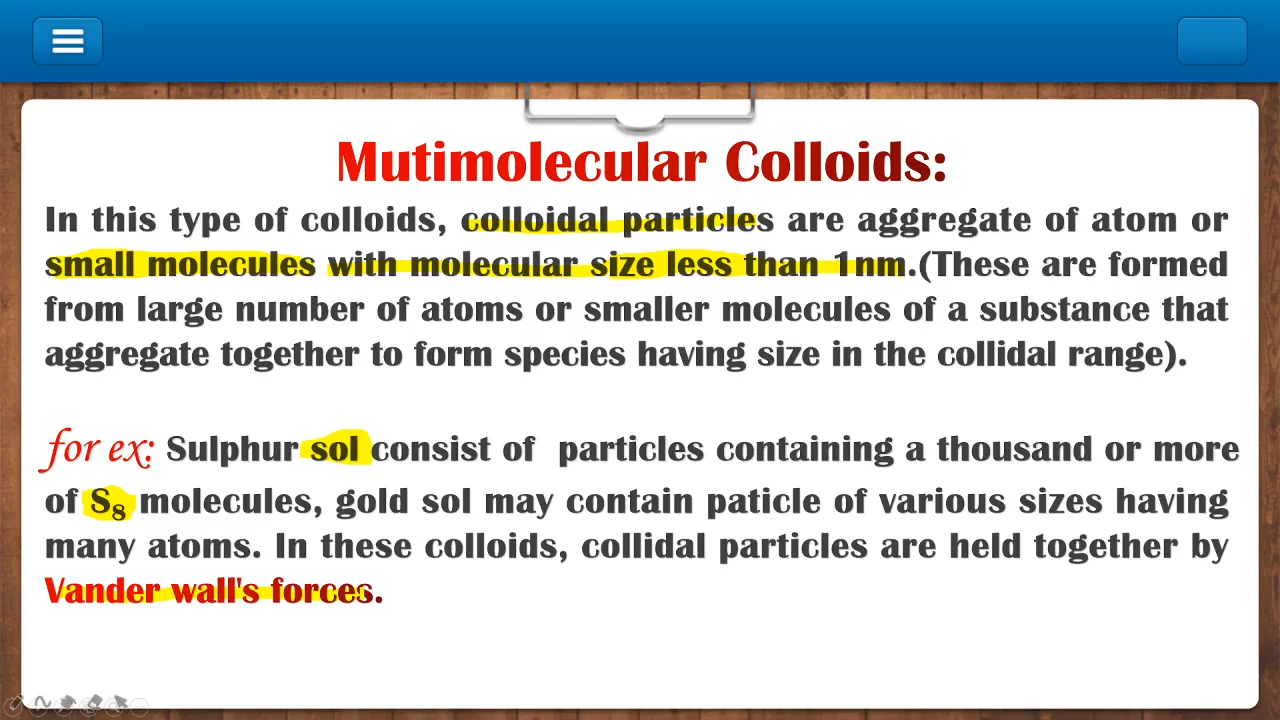 Mutimolecular Colloids:
In this type of colloids, colloidal particles are aggregate of atom or
small molecules with molecular size less than 1nm.(These are formed
from large number of atoms or smaller molecules of a substance that
aggregate together to form species having size in the collidal range).
for ex: Sulphur sol consist of particles containing a thousand or more
of S₈ molecules, gold sol may contain paticle of various sizes having
many atoms. In these colloids, collidal particles are held together by
Vander wall's forces.